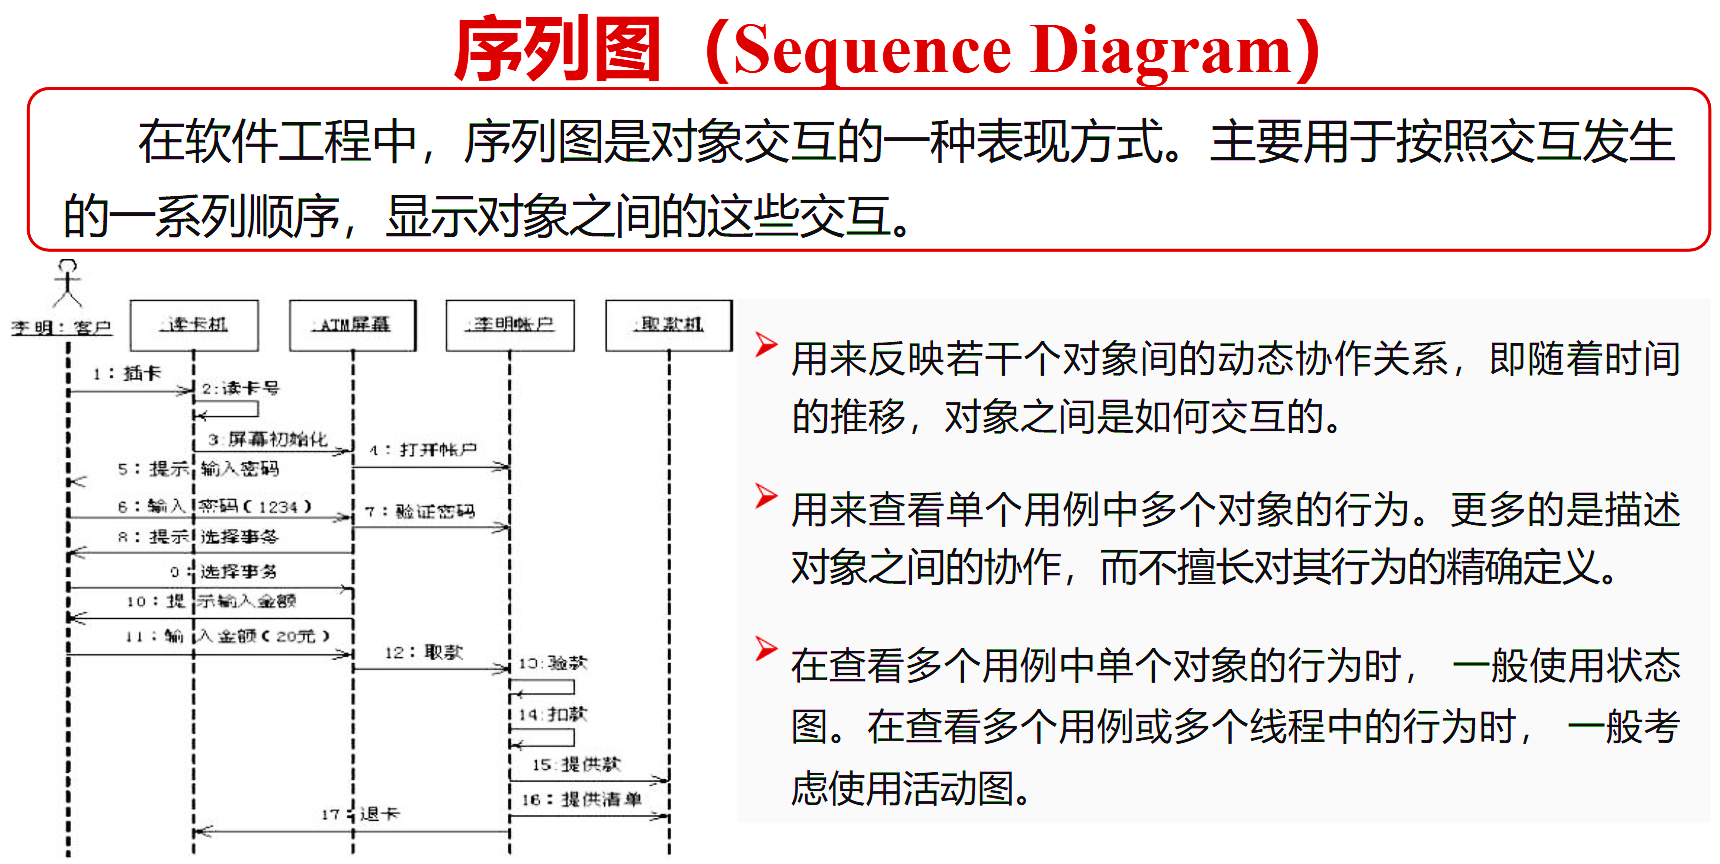 序列图（Sequence Diagram）
在软件工程中，序列图是对象交互的一种表现方式。主要用于按照交互发生
的一系列顺序，显示对象之间的这些交互。
李明：客户
:读卡机
:ATM屏幕
:李明帐户
:取款机
1：插卡
2:读卡号
3:屏幕初始化
4：打开帐户
5：提示 输入密码
6：输入 密码（1234）
7：验证密码
8：提示 选择事务
9：选择事务
10：提 示输入金额
11：输 入金额（20元）
12：取款
13:验款
14:扣款
15:提供款
16：提供清单
17：退卡
用来反映若干个对象间的动态协作关系，即随着时间
的推移，对象之间是如何交互的。
用来查看单个用例中多个对象的行为。更多的是描述
对象之间的协作，而不擅长对其行为的精确定义。
在查看多个用例中单个对象的行为时，一般使用状态
图。在查看多个用例或多个线程中的行为时，一般考
虑使用活动图。